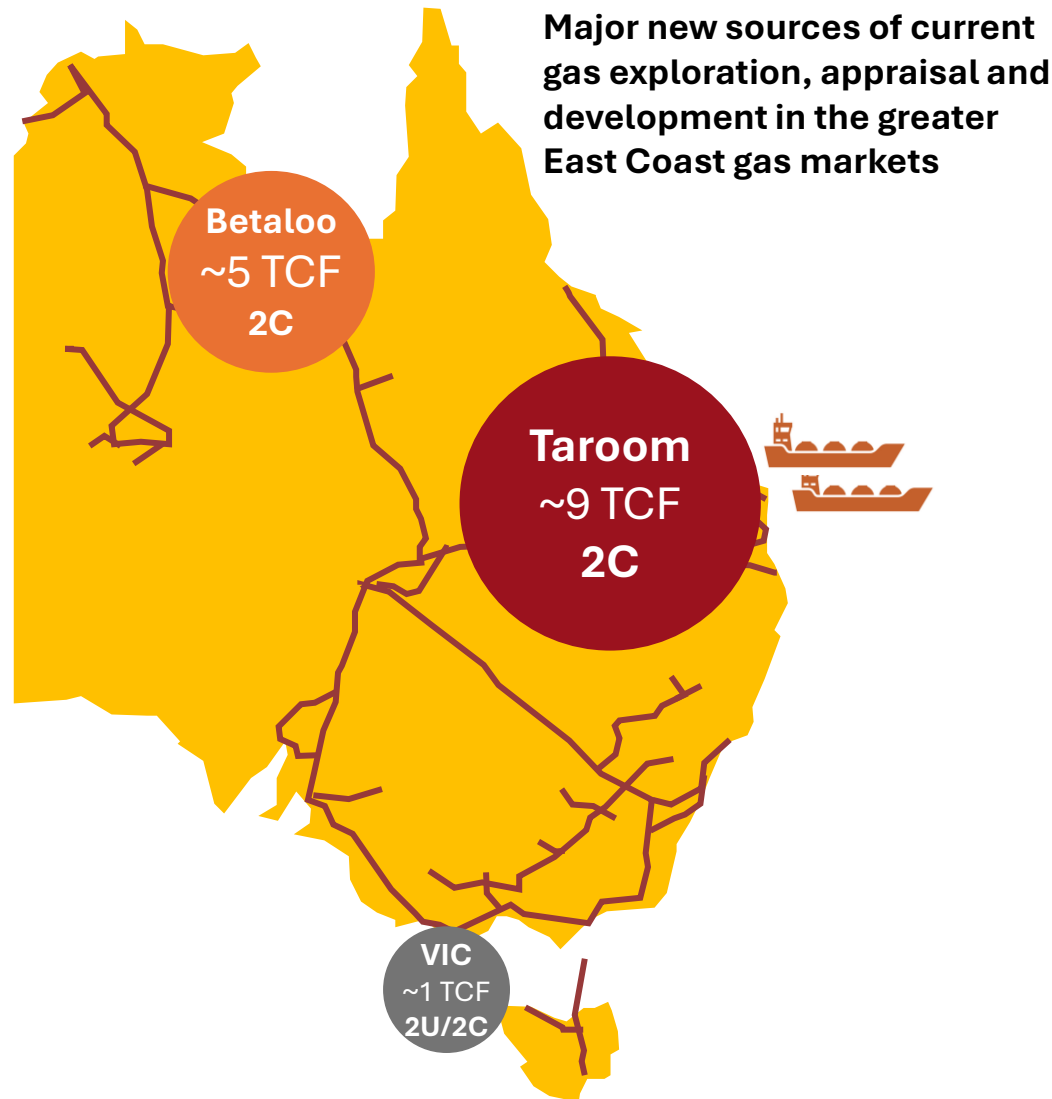 Major new sources of current
gas exploration, appraisal and
development in the greater
East Coast gas markets
Betaloo
~5 TCF
2C
Taroom
~9 TCF
2C
VIC
~1 TCF
2U/2C